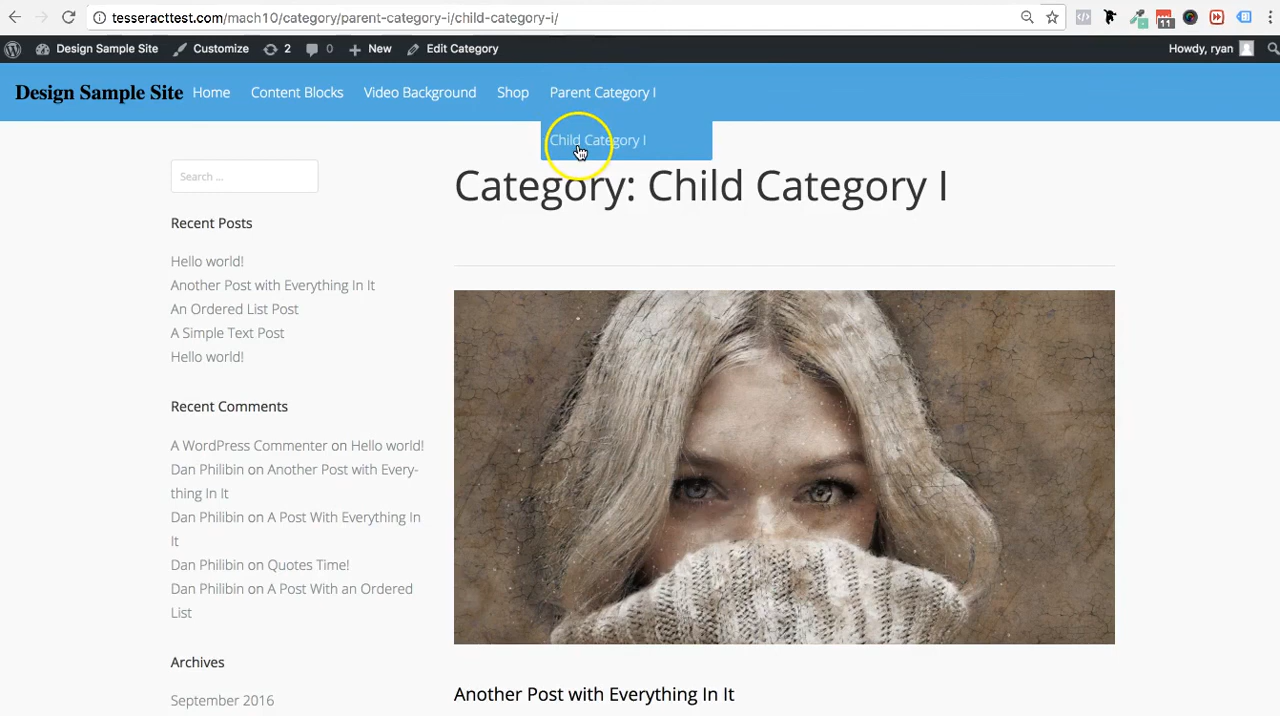 tesseracttest.com/mach10/category/parent-category-i/child-category-i/
11
Design Sample Site Customize 2 0 New Edit Category Howdy, ryan
Design Sample Site Home Content Blocks Video Background Shop Parent Category I
Child Category I
Search ...
Category: Child Category I
Recent Posts
Hello world!
Another Post with Everything In It
An Ordered List Post
A Simple Text Post
Hello world!
Recent Comments
A WordPress Commenter on Hello world!
Dan Philibin on Another Post with Every-
thing In It
Dan Philibin on A Post With Everything In
It
Dan Philibin on Quotes Time!
Dan Philibin on A Post With an Ordered
List
Archives
September 2016
Another Post with Everything In It